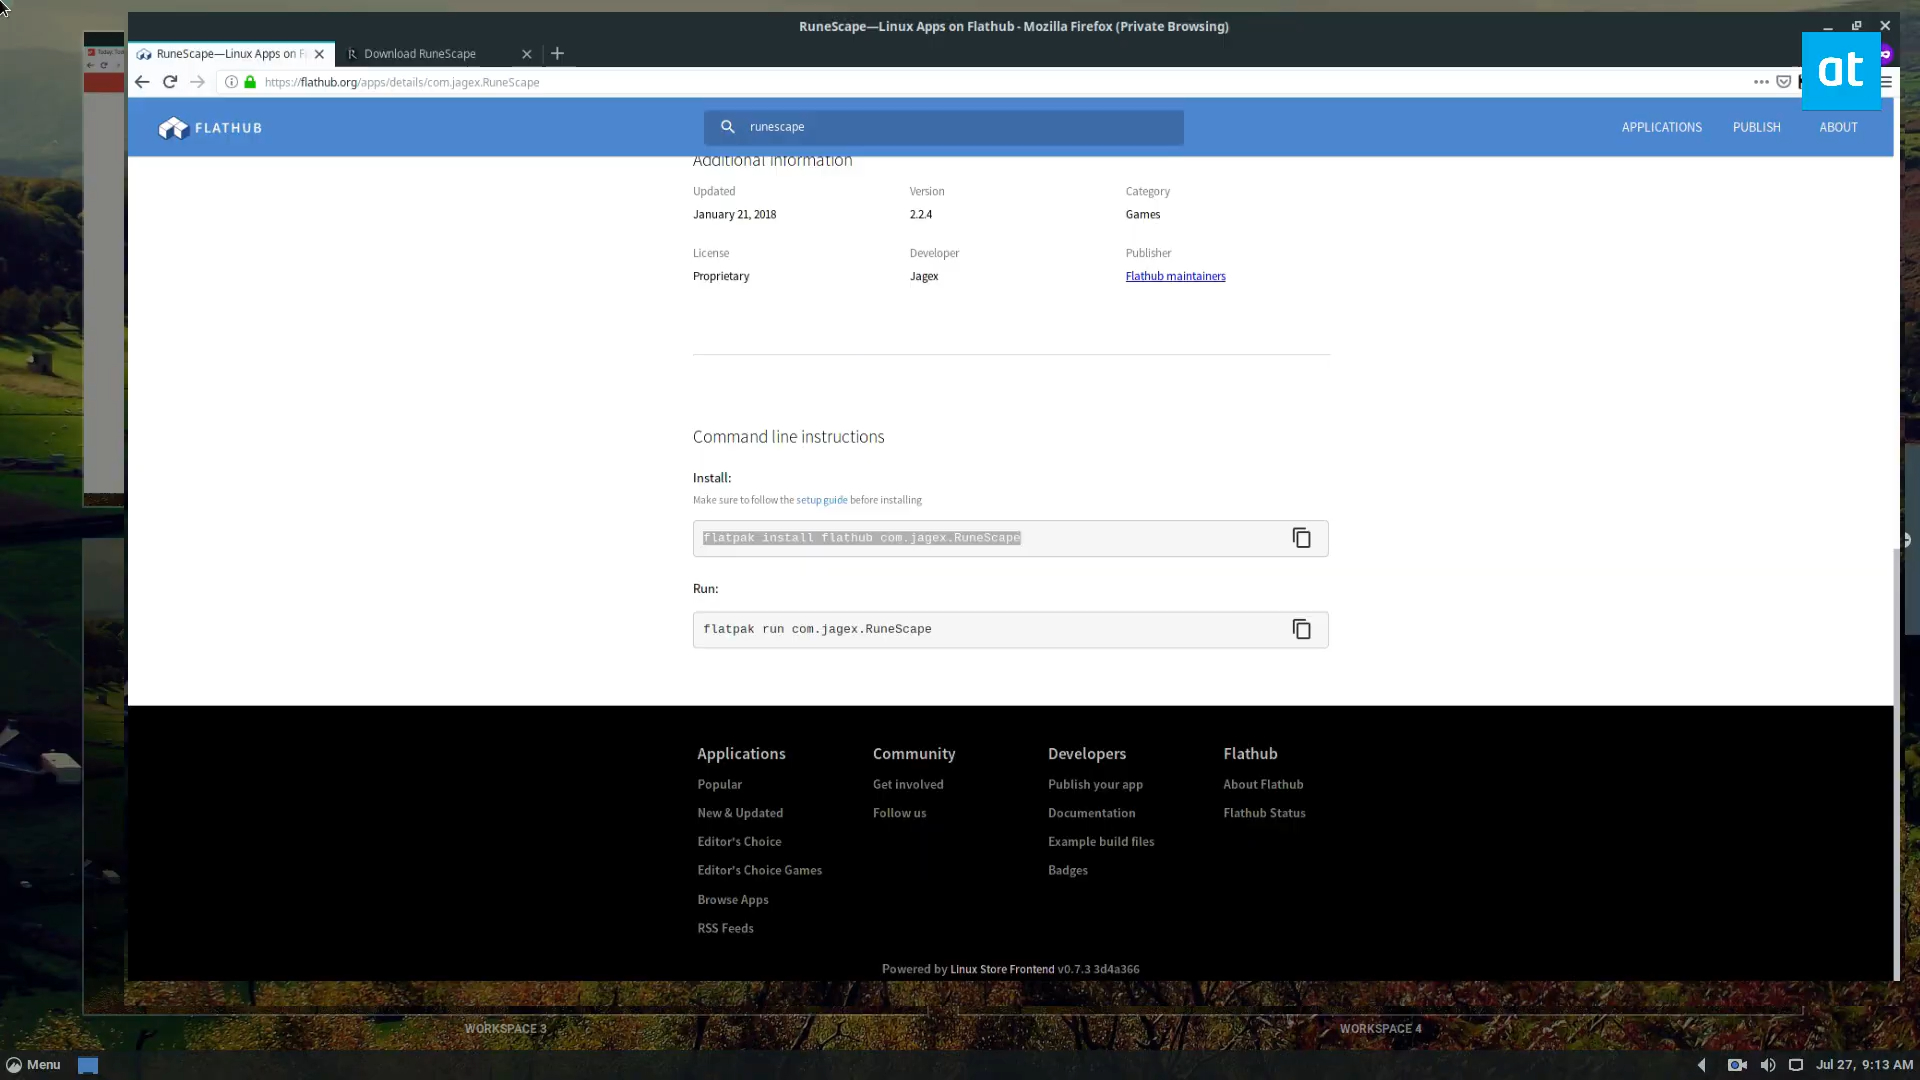 RuneScape—Linux Apps on Flathub - Mozilla Firefox (Private Browsing)
RuneScape—Linux Apps on F
Download RuneScape
https://flathub.org/apps/details/com.jagex.RuneScape
at
FLATHUB
runescape
APPLICATIONS
PUBLISH
ABOUT
Additional information
Updated
Version
Category
January 21, 2018
2.2.4
Games
License
Developer
Publisher
Proprietary
Jagex
Flathub maintainers
Command line instructions
Install:
Make sure to follow the setup guide before installing
flatpak install flathub com.jagex.RuneScape
Run:
flatpak run com.jagex.RuneScape
Applications
Popular
New & Updated
Editor's Choice
Editor's Choice Games
Browse Apps
RSS Feeds
Community
Get involved
Follow us
Developers
Publish your app
Documentation
Example build files
Badges
Flathub
About Flathub
Flathub Status
Powered by Linux Store Frontend v0.7.3 3d4a366
WORKSPACE 3
WORKSPACE 4
Menu
Jul 27, 9:13 AM